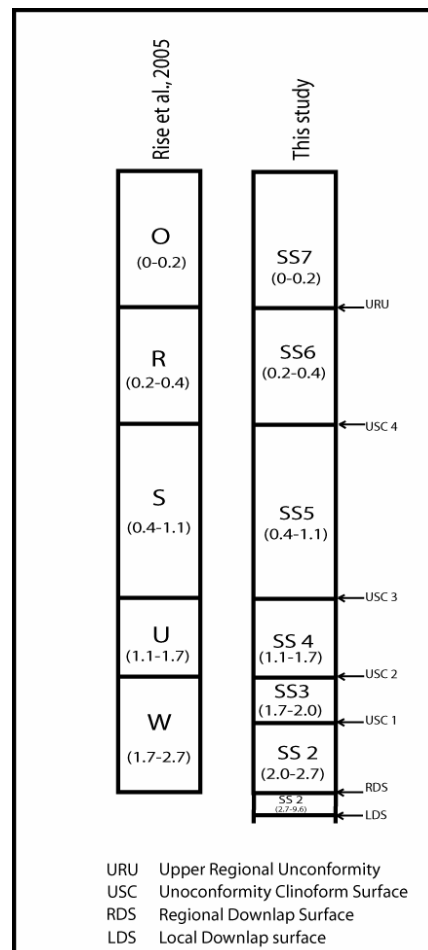 Rise et al., 2005
This study
O
(0-0.2)
R
(0.2-0.4)
S
(0.4-1.1)
U
(1.1-1.7)
W
(1.7-2.7)
SS7
(0-0.2)
URU
SS6
(0.2-0.4)
USC 4
SS5
(0.4-1.1)
USC 3
SS 4
(1.1-1.7)
USC 2
SS3
(1.7-2.0)
USC 1
SS 2
(2.0-2.7)
RDS
SS 2
(2.7-9.6)
LDS
URU Upper Regional Unconformity
USC Unoconformity Clinoform Surface
RDS Regional Downlap Surface
LDS Local Downlap surface